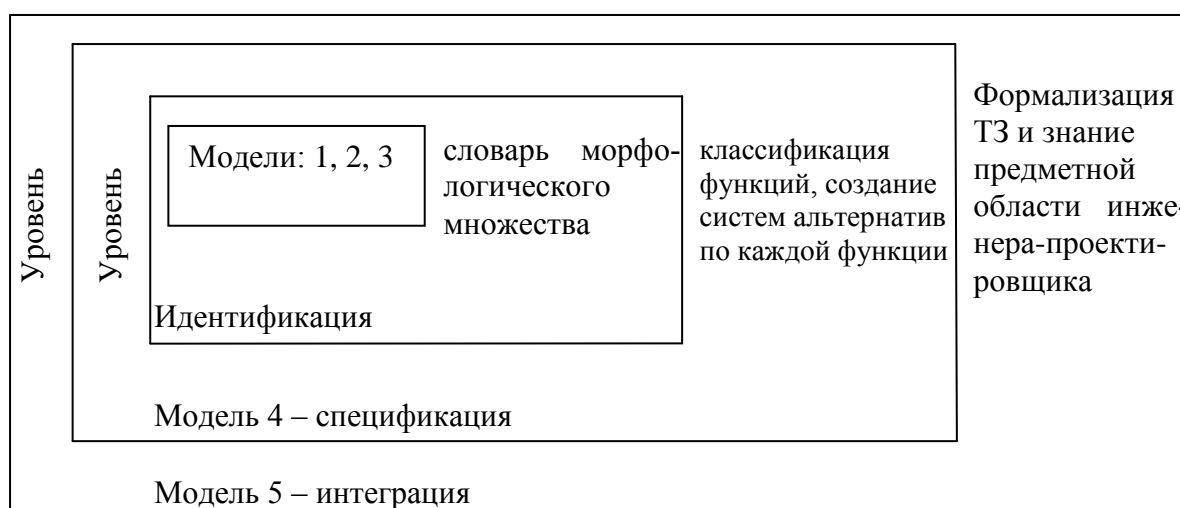 Уровень
Уровень
Модели: 1, 2, 3
словарь морфо-
логического
множества
Идентификация
классификация
функций, создание
систем альтернатив
по каждой функции
Формализация
ТЗ и знание
предметной
области инже-
нера-проекти-
ровщика
Модель 4 – спецификация
Модель 5 – интеграция